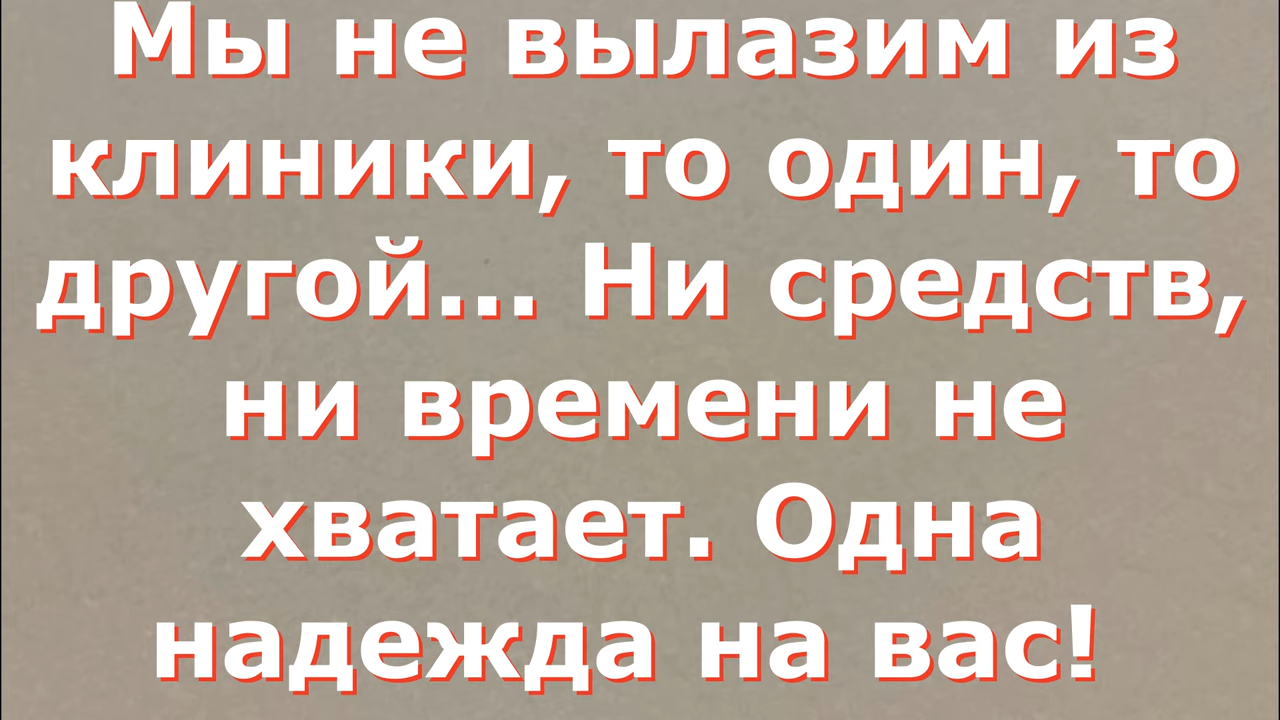 Мы не вылазим из
клиники, то один, то
другой... Ни средств,
ни времени не
хватает. Одна
надежда на вас!